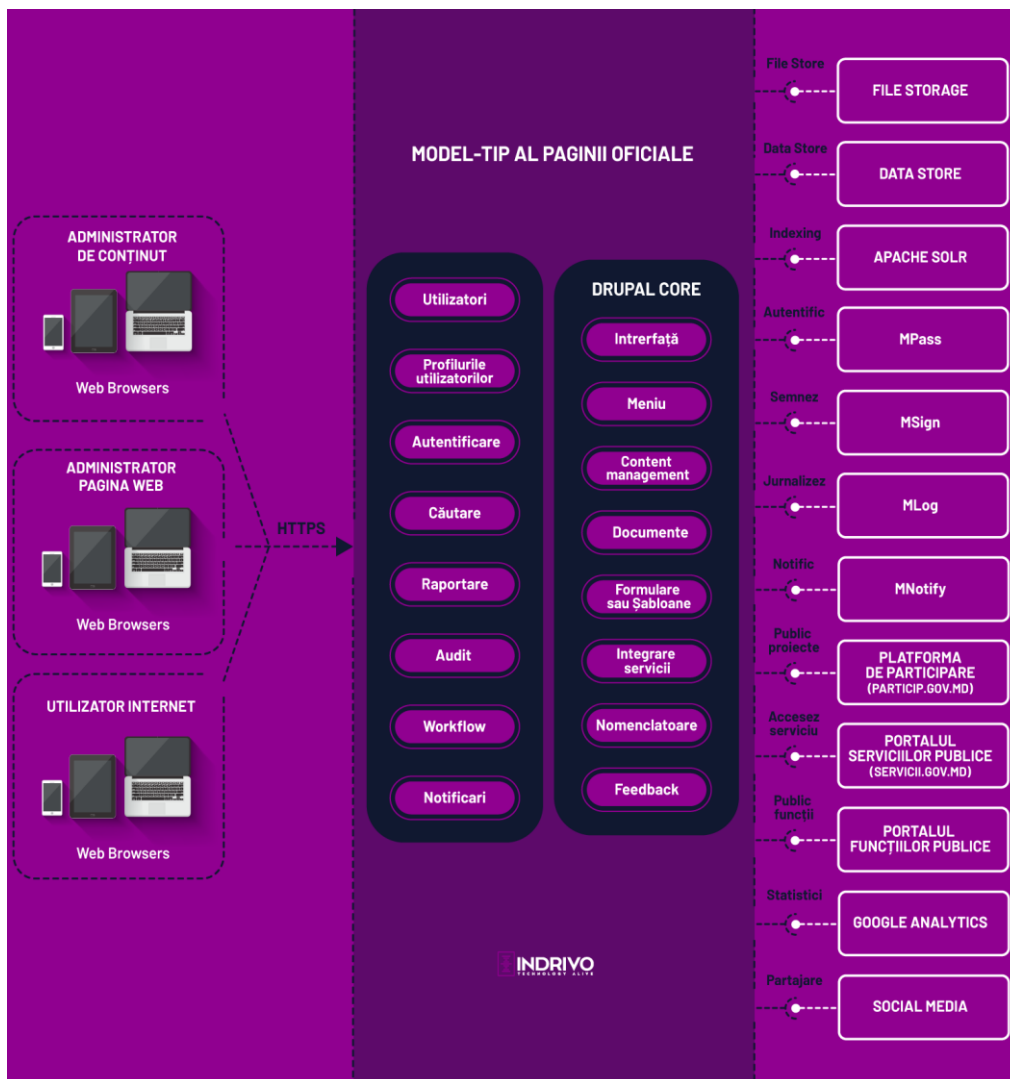 ADMINISTRATOR
DE CONȚINUT
Web Browsers
ADMINISTRATOR
PAGINA WEB
Web Browsers
UTILIZATOR INTERNET
Web Browsers
HTTPS
MODEL-TIP AL PAGINII OFICIALE
Utilizatori
Profilurile
utilizatorilor
Autentificare
Căutare
Raportare
Audit
Workflow
Notificari
DRUPAL CORE
Intrerfață
Meniu
Content
management
Documente
Formulare
sau Șabloane
Integrare
servicii
Nomenclatoare
Feedback
INDRIVO
TECHNOLOGY ALIVE
File Store
FILE STORAGE
Data Store
DATA STORE
Indexing
APACHE SOLR
Autentific
MPass
Semnez
MSign
Jurnalizez
MLog
Notific
MNotify
Public
proiecte
PLATFORMA
DE PARTICIPARE
(PARTICIP.GOV.MD)
Accesez
serviciu
PORTALUL
SERVICIILOR PUBLICE
(SERVICII.GOV.MD)
Public
funcții
PORTALUL
FUNCȚIILOR PUBLICE
Statistici
GOOGLE ANALYTICS
Partajare
SOCIAL MEDIA